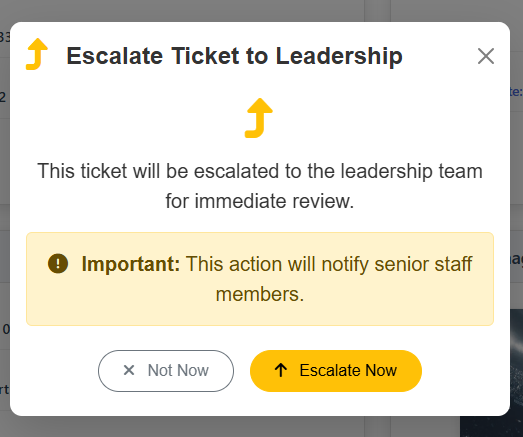 Escalate Ticket to Leadership
This ticket will be escalated to the leadership team
for immediate review.
Important: This action will notify senior staff
members.
Not Now
Escalate Now